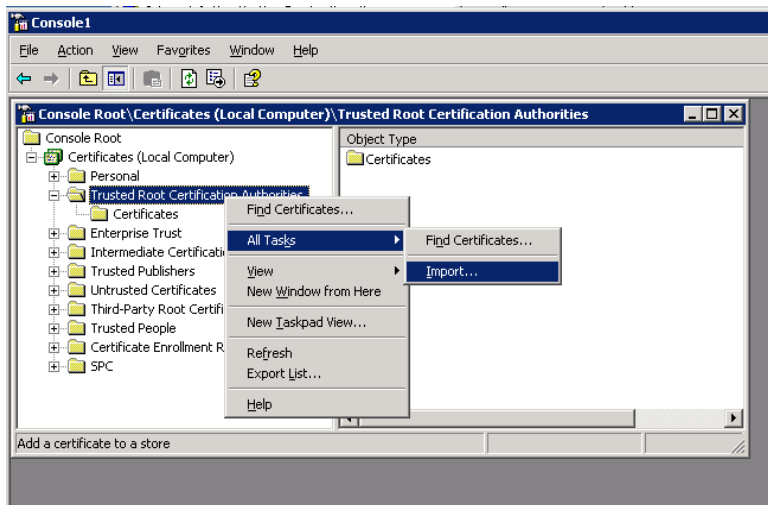 Console1
File Action View Favorites Window Help
Console Root\Certificates (Local Computer)\Trusted Root Certification Authorities
Console Root
Certificates (Local Computer)
Personal
Trusted Root Certification Authorities
Certificates
Enterprise Trust
Intermediate Certificati
Trusted Publishers
Untrusted Certificates
Third-Party Root Certifi
Trusted People
Certificate Enrollment R
SPC
Object Type
Certificates
Find Certificates...
All Tasks
View
New Window from Here
New Taskpad View...
Refresh
Export List...
Help
Find Certificates...
Import...
Add a certificate to a store